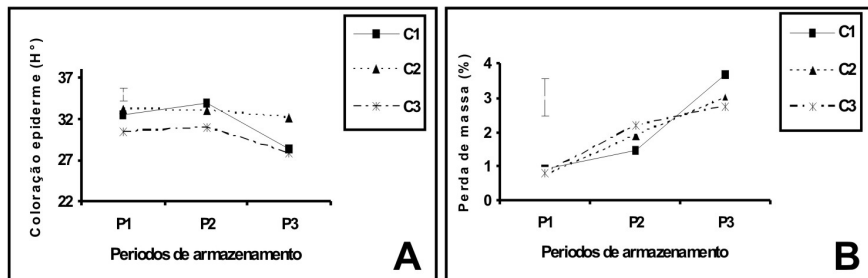 C1
C2
C3
Coloração epiderme (H°)
37
32
27
22
P1 P2 P3
Periodos de armazenamento
A
C1
C2
C3
Perda de massa (%)
4
3
2
1
0
P1 P2 P3
Periodos de armazenamento
B